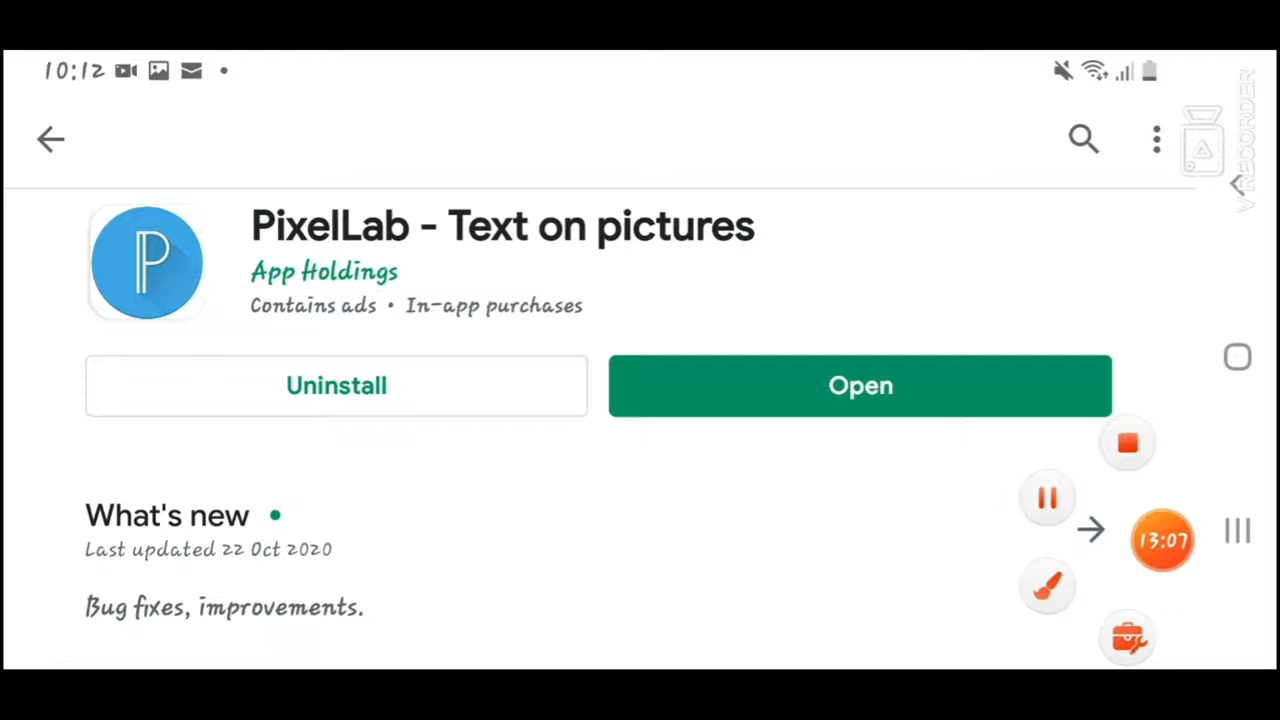 10:12
V RECORDER
PixelLab - Text on pictures
App Holdings
Contains ads • In-app purchases
Uninstall
Open
What's new
Last updated 22 Oct 2020
13:07
Bug fixes, improvements.